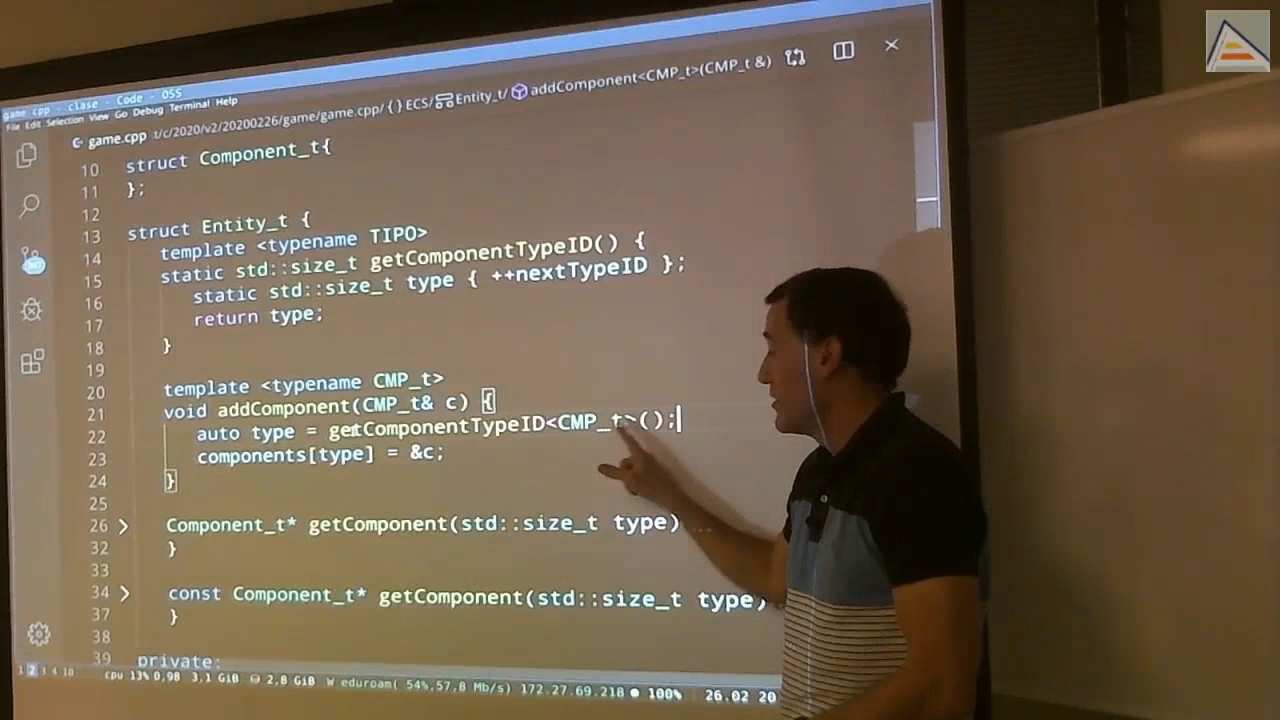 game cpp - clase - Code - OSS
File Edit Selection View Go Debug Terminal Help
game.cpp t/c/2020/v2/20200226/game/game.cpp/ { } ECS/ Entity_t/ addComponent<CMP_t>(CMP_t &)
10 struct Component_t{
11 };
12
13 struct Entity_t {
14 template <typename TIPO>
15 static std::size_t getComponentTypeID() {
16 static std::size_t type { ++nextTypeID };
17 return type;
18 }
19
20 template <typename CMP_t>
21 void addComponent(CMP_t& c) {
22 auto type = getComponentTypeID<CMP_t>();
23 components[type] = &c;
24 }
25
26 Component_t* getComponent(std::size_t type) ...
32 }
33
34 const Component_t* getComponent(std::size_t type)
37 }
38
39 private:
1 2 3 4 10 cpu 13% 0,98 3,1 GiB 2,8 GiB W eduroam( 54%,57,8 Mb/s) 172.27.69.218 100% 26.02 20